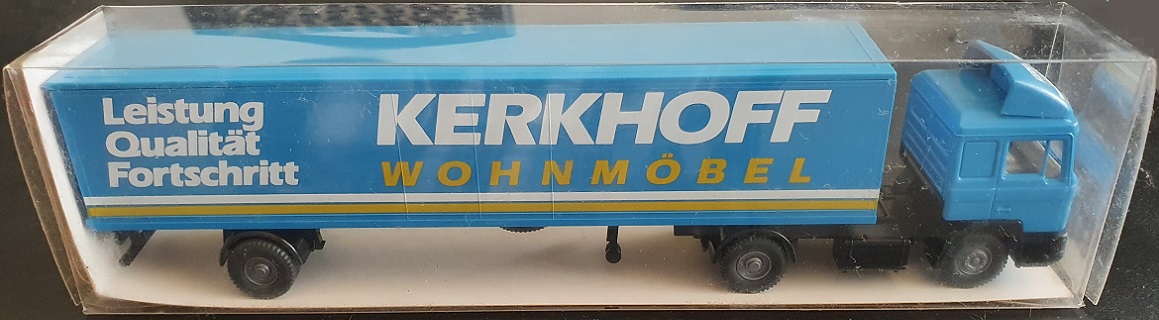 Leistung
Qualität
Fortschritt
KERKHOFF
WOHNMÖBEL